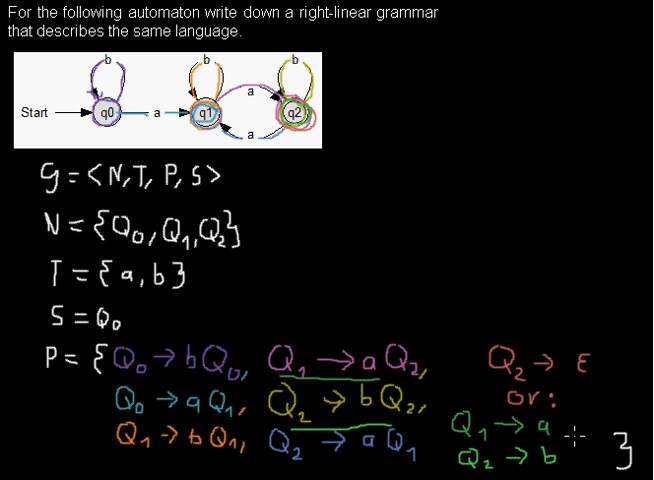 For the following automaton write down a right-linear grammar
that describes the same language.
b b b
a
Start q0 a q1 q2
a
G = <N, T, P, S>
N = {Q0, Q1, Q2}
T = {a, b}
S = Q0
P = { Q0 → bQ0, Q1 → aQ2, Q2 → ε
Q0 → aQ1, Q2 → bQ2, or:
Q1 → bQ1, Q2 → aQ1 Q1 → a
Q2 → b }